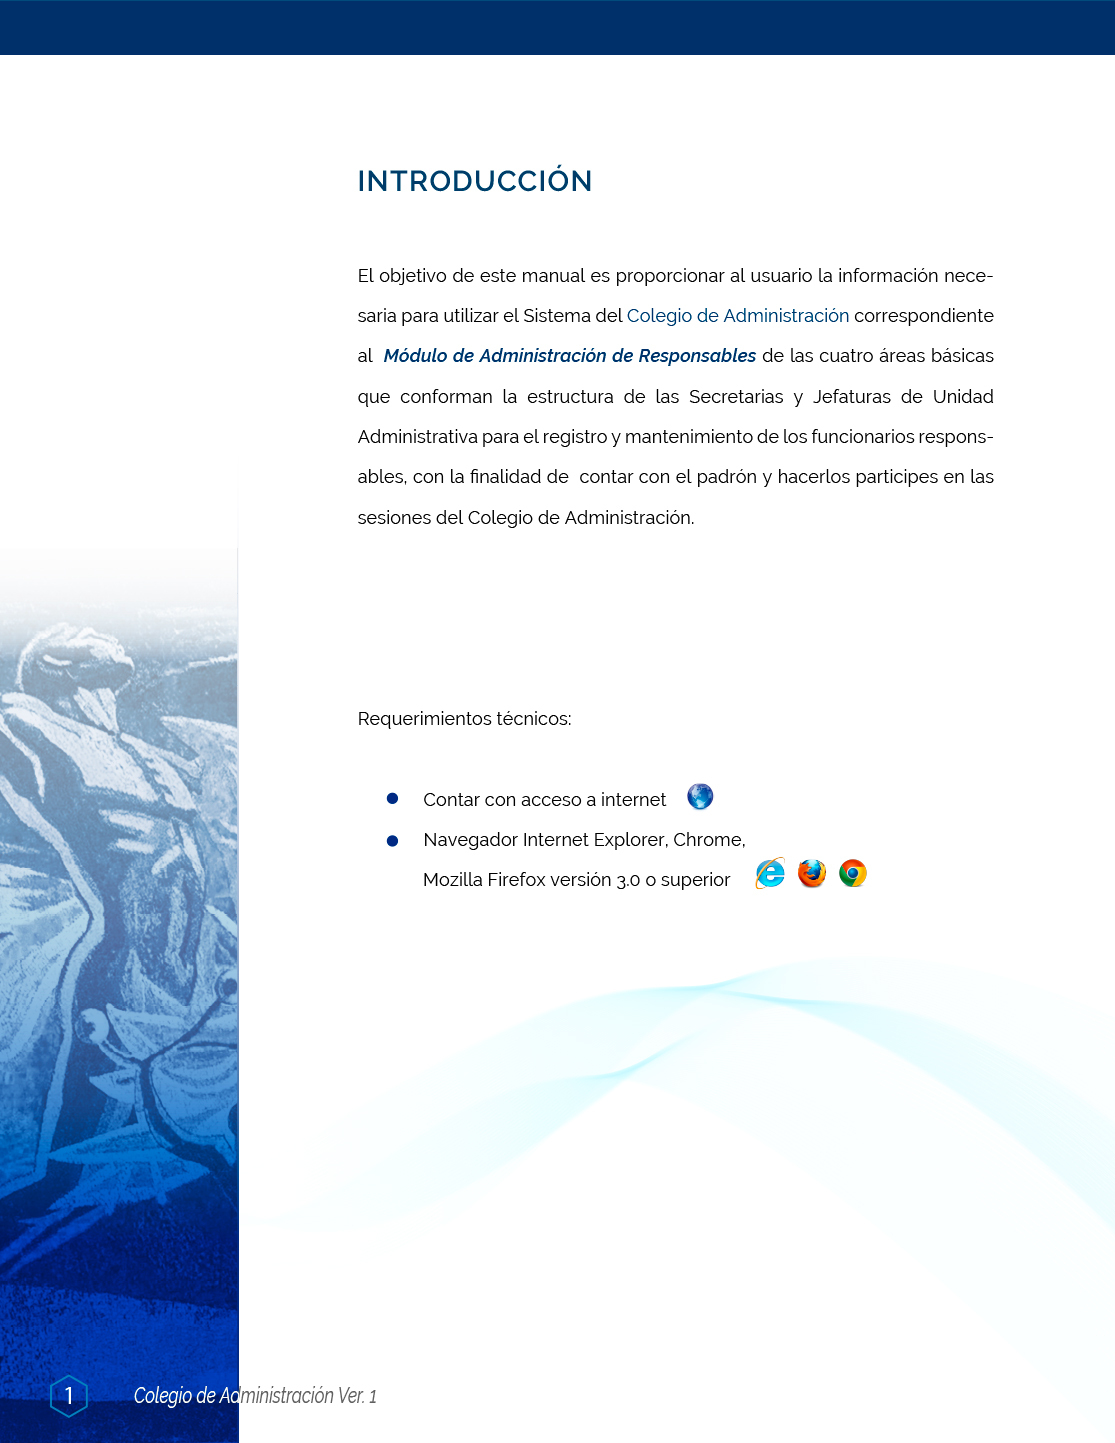 INTRODUCCIÓN
El objetivo de este manual es proporcionar al usuario la información nece-
saria para utilizar el Sistema del Colegio de Administración correspondiente
al Módulo de Administración de Responsables de las cuatro áreas básicas
que conforman la estructura de las Secretarias y Jefaturas de Unidad
Administrativa para el registro y mantenimiento de los funcionarios respons-
ables, con la finalidad de contar con el padrón y hacerlos participes en las
sesiones del Colegio de Administración.
Requerimientos técnicos:
Contar con acceso a internet
Navegador Internet Explorer, Chrome,
Mozilla Firefox versión 3.0 o superior
1
Colegio de Administración Ver. 1